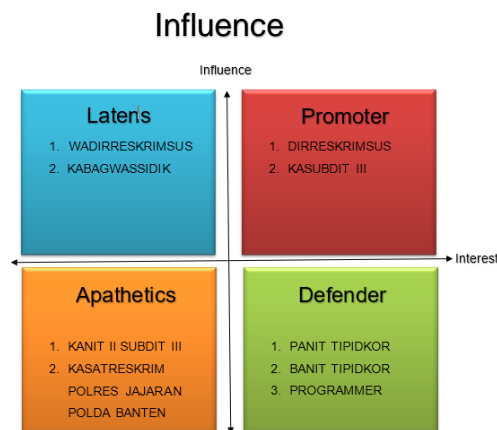 Influence
Influence
Latens
1. WADIRRESKRIMSUS
2. KABAGWASSIDIK
Promoter
1. DIRRESKRIMSUS
2. KASUBDIT III
Interest
Apathetics
1. KANIT II SUBDIT III
2. KASATRESKRIM
POLRES JAJARAN
POLDA BANTEN
Defender
1. PANIT TIPIDKOR
2. BANIT TIPIDKOR
3. PROGRAMMER